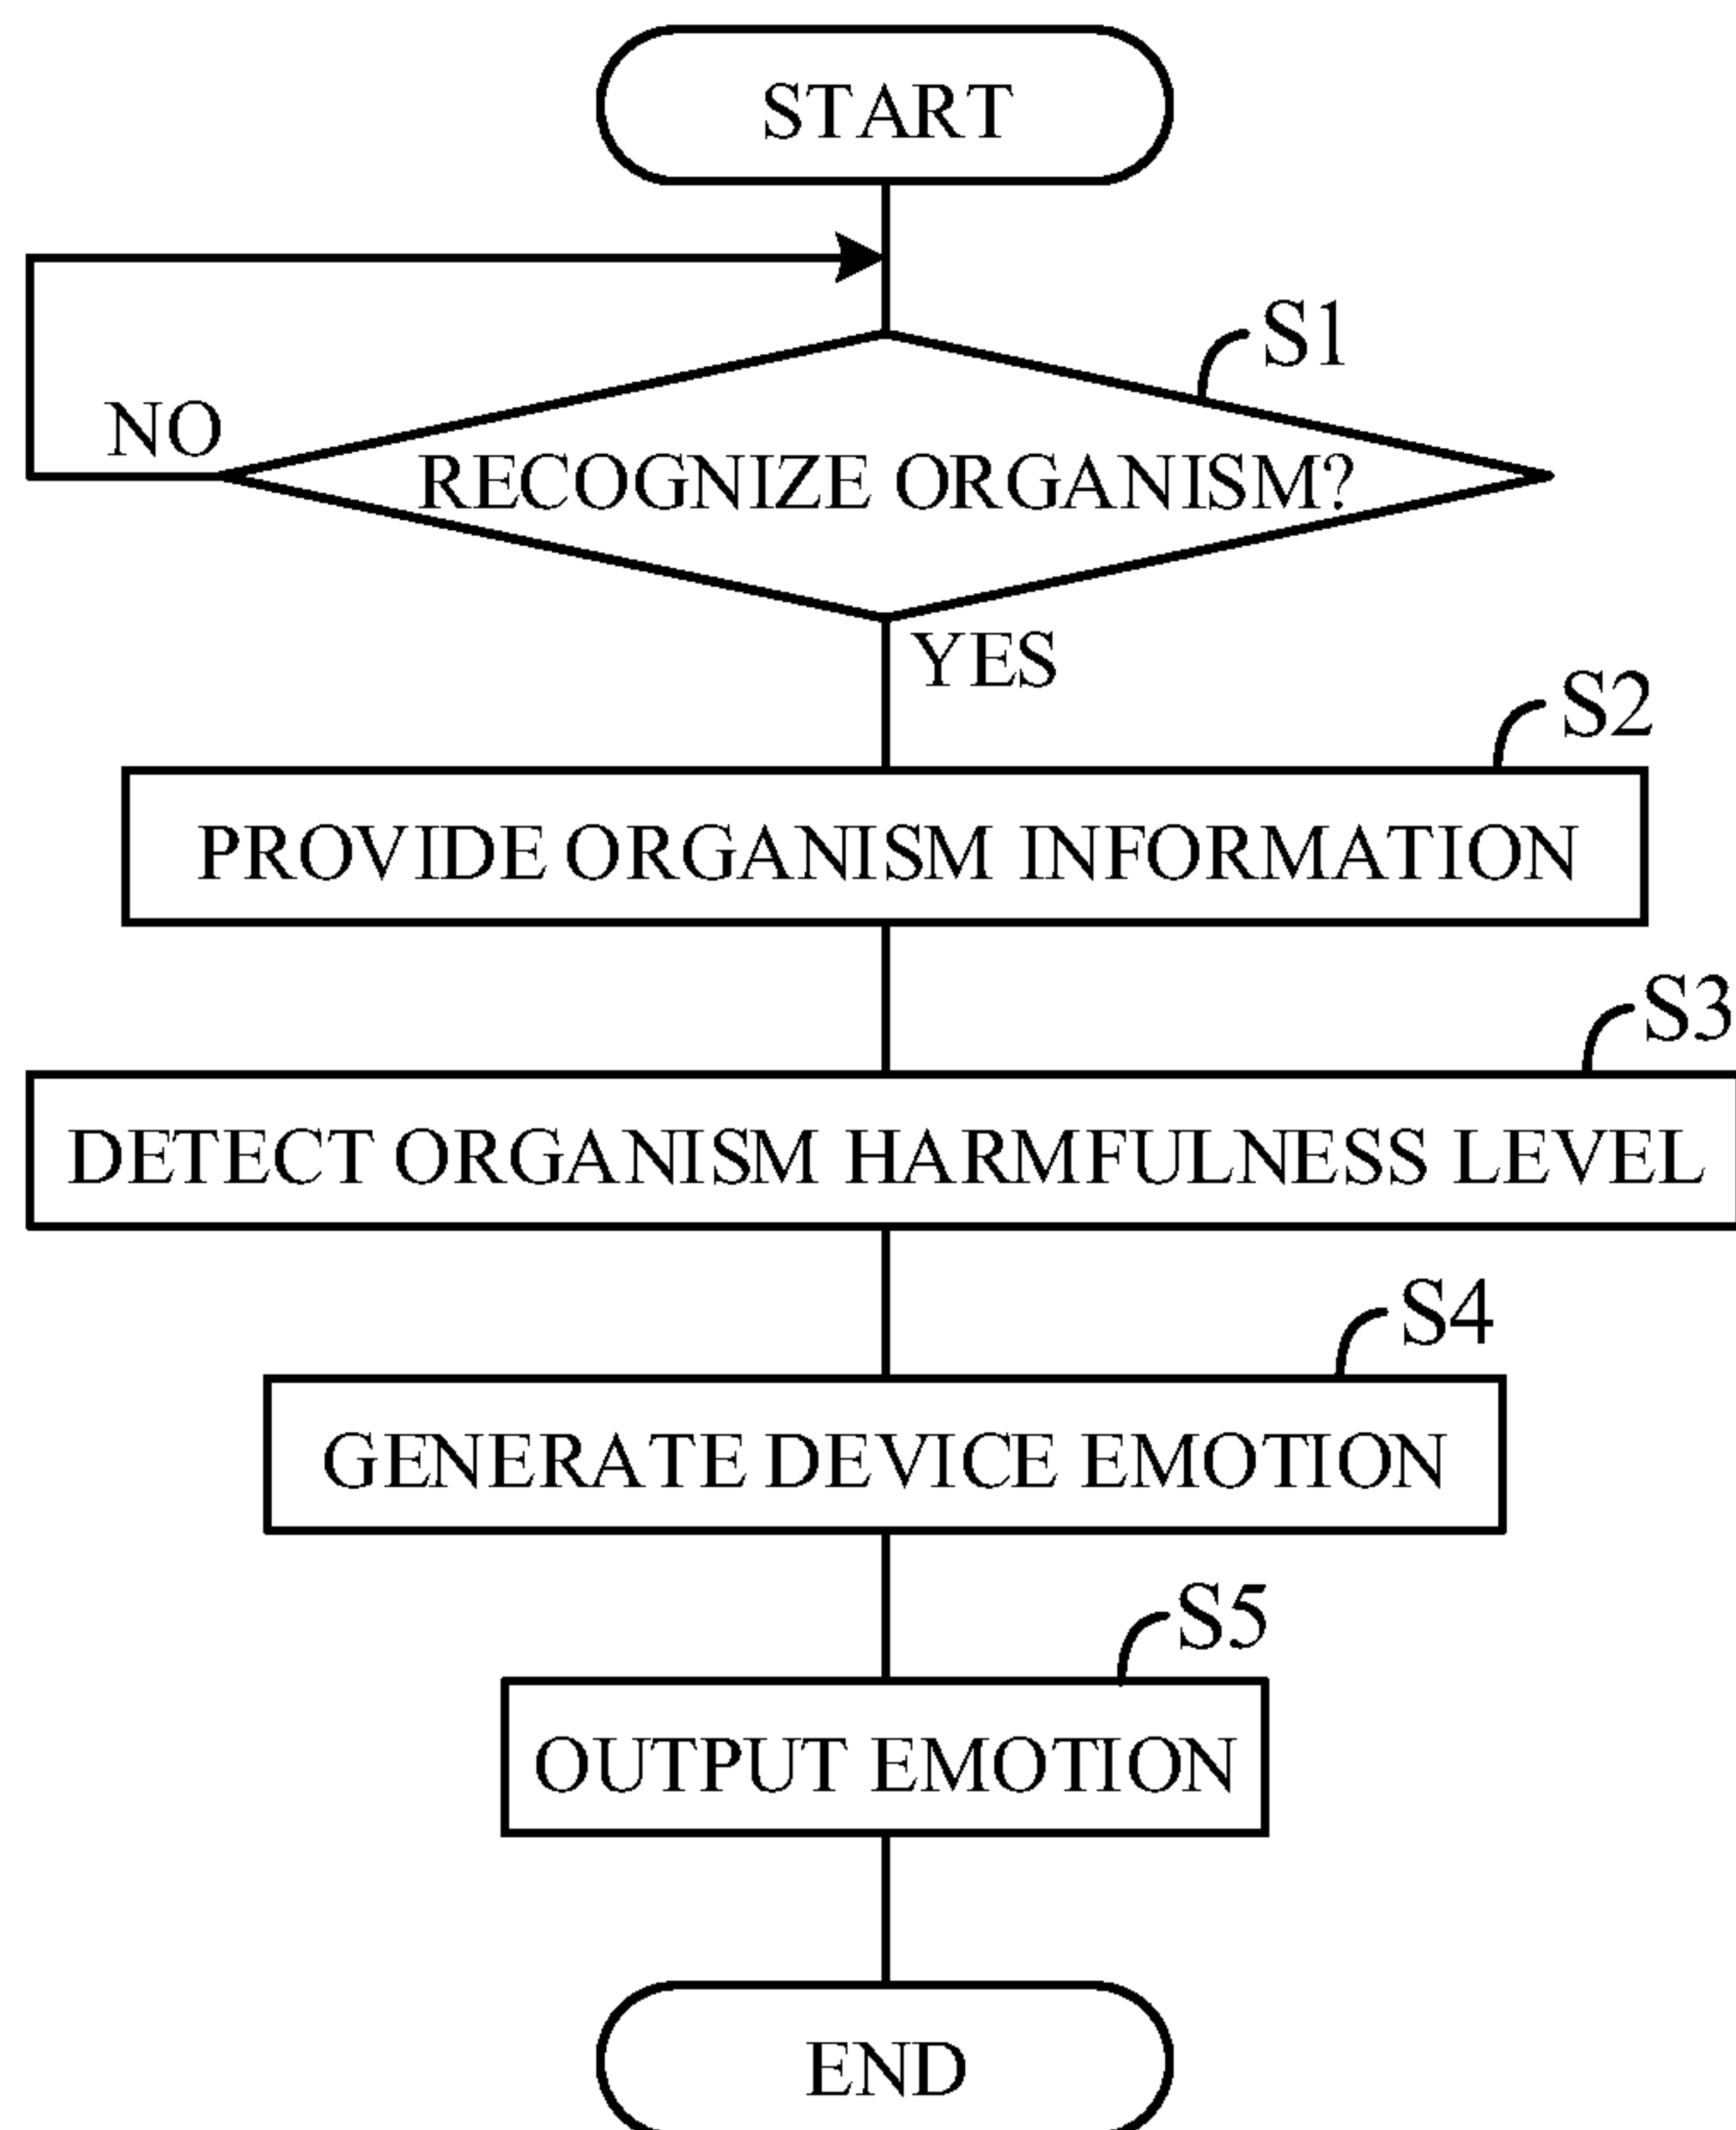 START
S1
NO
RECOGNIZE ORGANISM?
YES
S2
PROVIDE ORGANISM INFORMATION
S3
DETECT ORGANISM HARMFULNESS LEVEL
S4
GENERATE DEVICE EMOTION
S5
OUTPUT EMOTION
END